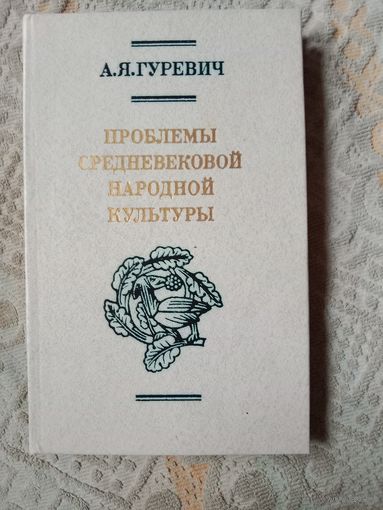 А.Я.ГУРЕВИЧ
ПРОБЛЕМЫ
СРЕДНЕВЕКОВОЙ
НАРОДНОЙ
КУЛЬТУРЫ